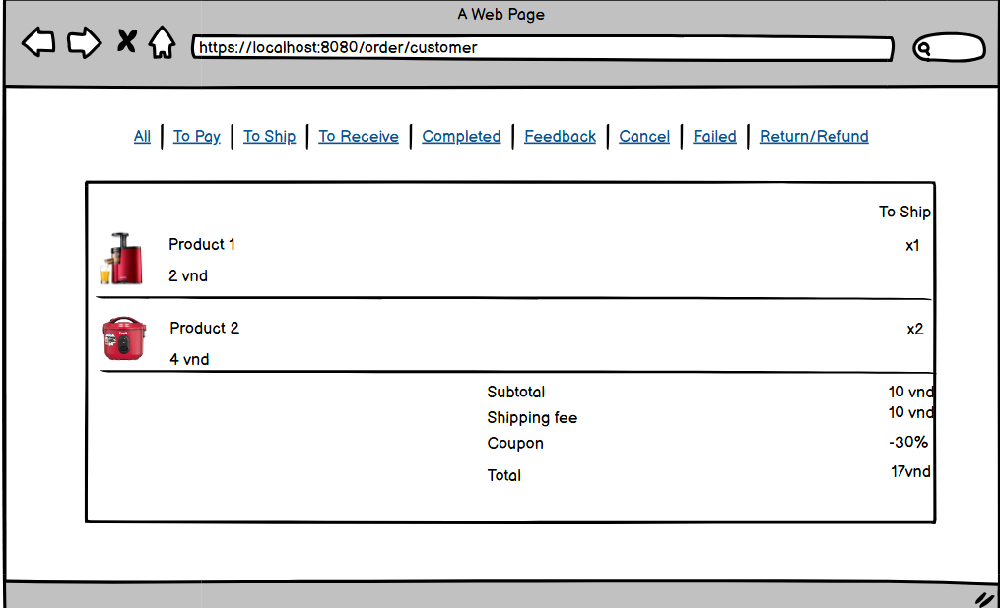 A Web Page
https://localhost:8080/order/customer
All To Pay To Ship To Receive Completed Feedback Cancel Failed Return/Refund
To Ship
Product 1 x1
2 vnd
Product 2 x2
4 vnd
Subtotal 10 vnd
Shipping fee 10 vnd
Coupon -30%
Total 17vnd